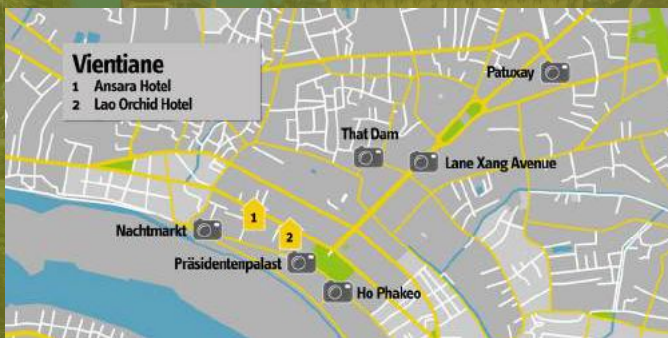 Vientiane
1 Ansara Hotel
2 Lao Orchid Hotel
Patuxay
That Dam
Lane Xang Avenue
1
Nachtmarkt
2
Präsidentenpalast
Ho Phakeo